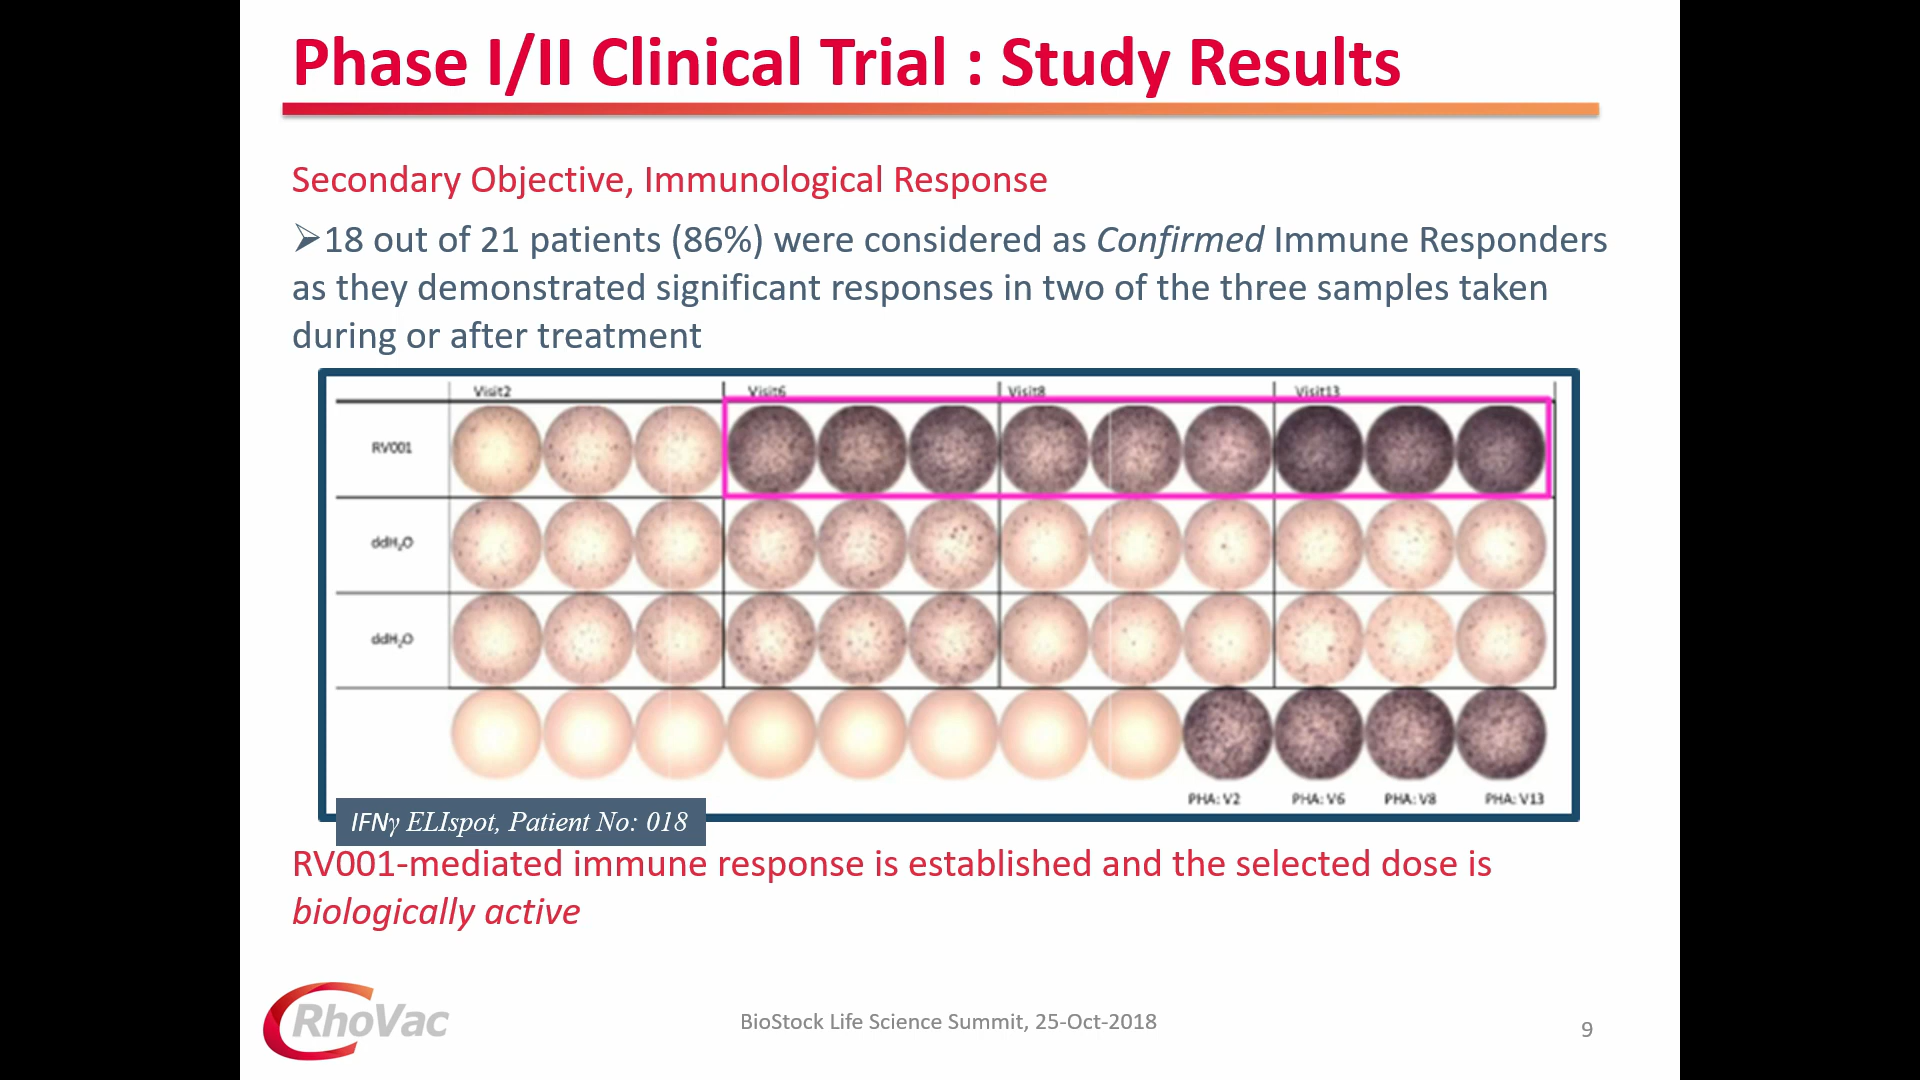 Phase I/II Clinical Trial : Study Results
Secondary Objective, Immunological Response
➢18 out of 21 patients (86%) were considered as Confirmed Immune Responders
as they demonstrated significant responses in two of the three samples taken
during or after treatment
Visit2 Visit6 Visit8 Visit13
RV001
ddH₂O
ddH₂O
PHA: V2 PHA: V6 PHA: V8 PHA: V13
IFNγ ELIspot, Patient No: 018
RV001-mediated immune response is established and the selected dose is
biologically active
RhoVac
BioStock Life Science Summit, 25-Oct-2018
9